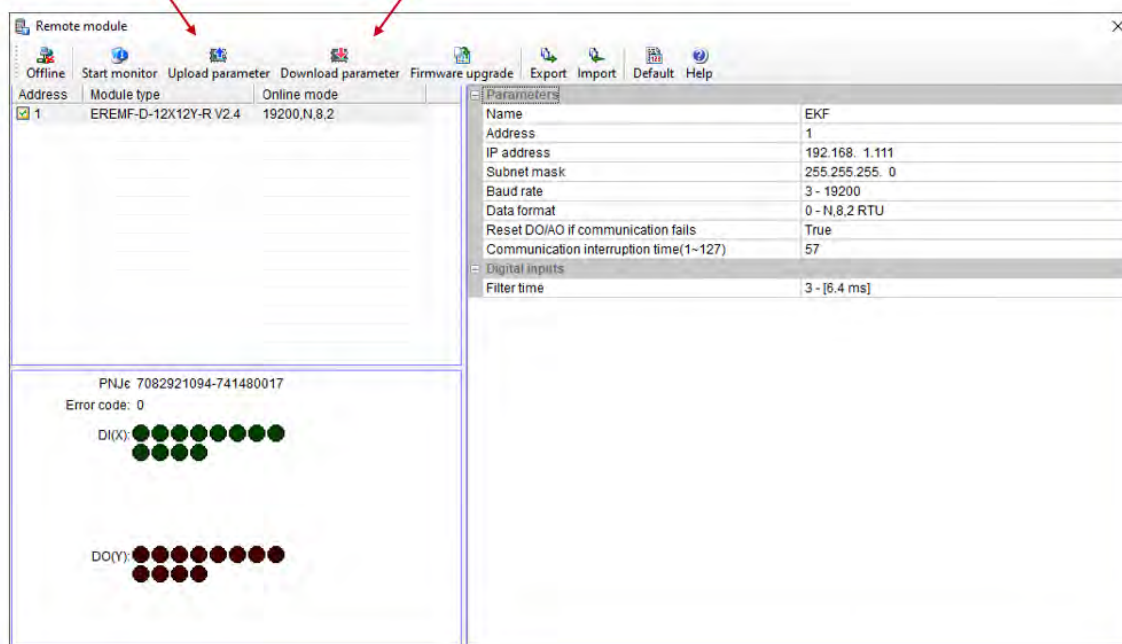 Remote module
Offline Start monitor Upload parameter Download parameter Firmware upgrade Export Import Default Help
Address Module type Online mode
1 EREMF-D-12X12Y-R V2.4 19200,N,8,2
Parameters
Name EKF
Address 1
IP address 192.168. 1.111
Subnet mask 255.255.255. 0
Baud rate 3 - 19200
Data format 0 - N,8,2 RTU
Reset DO/AO if communication fails True
Communication interruption time(1~127) 57
Digital inputs
Filter time 3 - [6.4 ms]
PNJ№ 7082921094-741480017
Error code: 0
DI(X):
DO(Y):